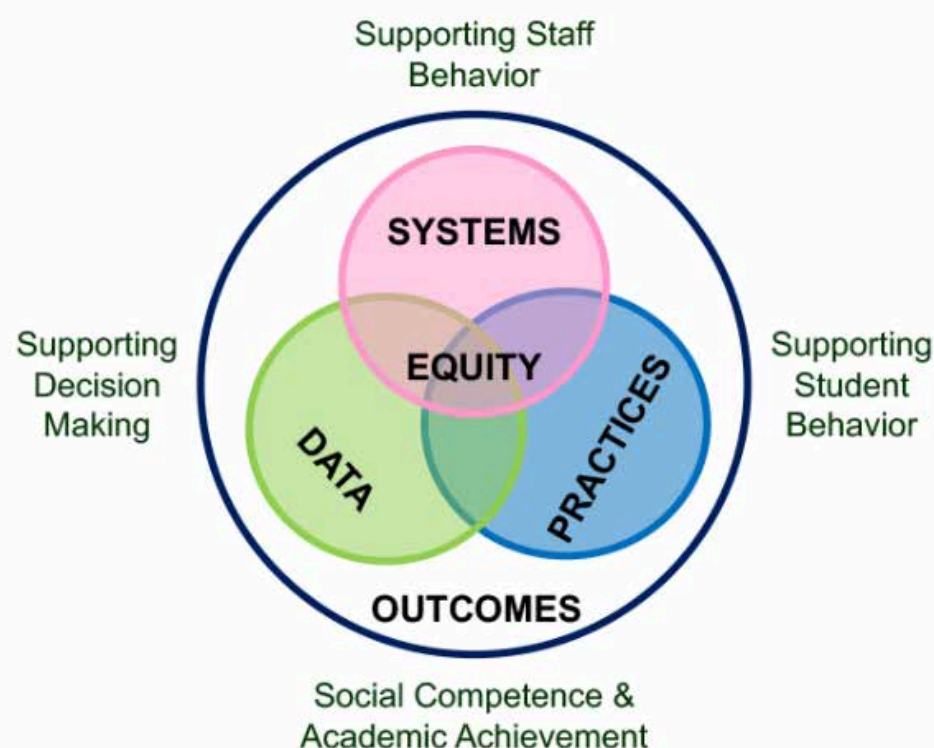 Supporting Staff
Behavior
SYSTEMS
Supporting
Decision
Making
EQUITY
DATA
PRACTICES
Supporting
Student
Behavior
OUTCOMES
Social Competence &
Academic Achievement